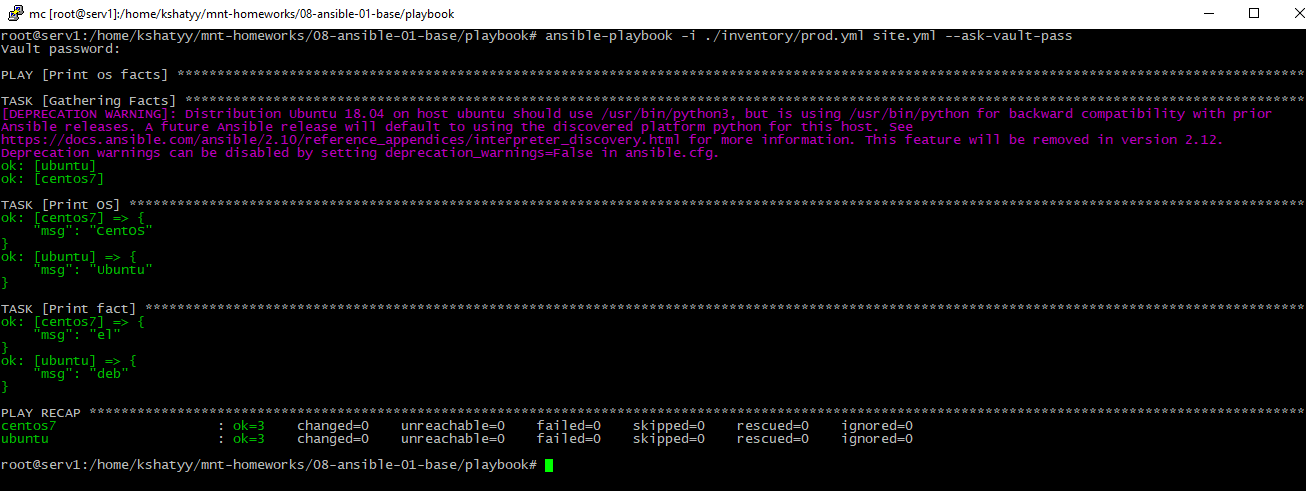 mc [root@serv1]:/home/kshatyy/mnt-homeworks/08-ansible-01-base/playbook
root@serv1:/home/kshatyy/mnt-homeworks/08-ansible-01-base/playbook# ansible-playbook -i ./inventory/prod.yml site.yml --ask-vault-pass
Vault password:
PLAY [Print os facts] ************************************************************************************************************************************************
TASK [Gathering Facts] ***********************************************************************************************************************************************
[DEPRECATION WARNING]: Distribution Ubuntu 18.04 on host ubuntu should use /usr/bin/python3, but is using /usr/bin/python for backward compatibility with prior
Ansible releases. A future Ansible release will default to using the discovered platform python for this host. See
https://docs.ansible.com/ansible/2.10/reference_appendices/interpreter_discovery.html for more information. This feature will be removed in version 2.12.
Deprecation warnings can be disabled by setting deprecation_warnings=False in ansible.cfg.
ok: [ubuntu]
ok: [centos7]
TASK [Print OS] ******************************************************************************************************************************************************
ok: [centos7] => {
    "msg": "CentOS"
}
ok: [ubuntu] => {
    "msg": "Ubuntu"
}
TASK [Print fact] ****************************************************************************************************************************************************
ok: [centos7] => {
    "msg": "el"
}
ok: [ubuntu] => {
    "msg": "deb"
}
PLAY RECAP ***********************************************************************************************************************************************************
centos7                    : ok=3    changed=0    unreachable=0    failed=0    skipped=0    rescued=0    ignored=0
ubuntu                     : ok=3    changed=0    unreachable=0    failed=0    skipped=0    rescued=0    ignored=0
root@serv1:/home/kshatyy/mnt-homeworks/08-ansible-01-base/playbook#